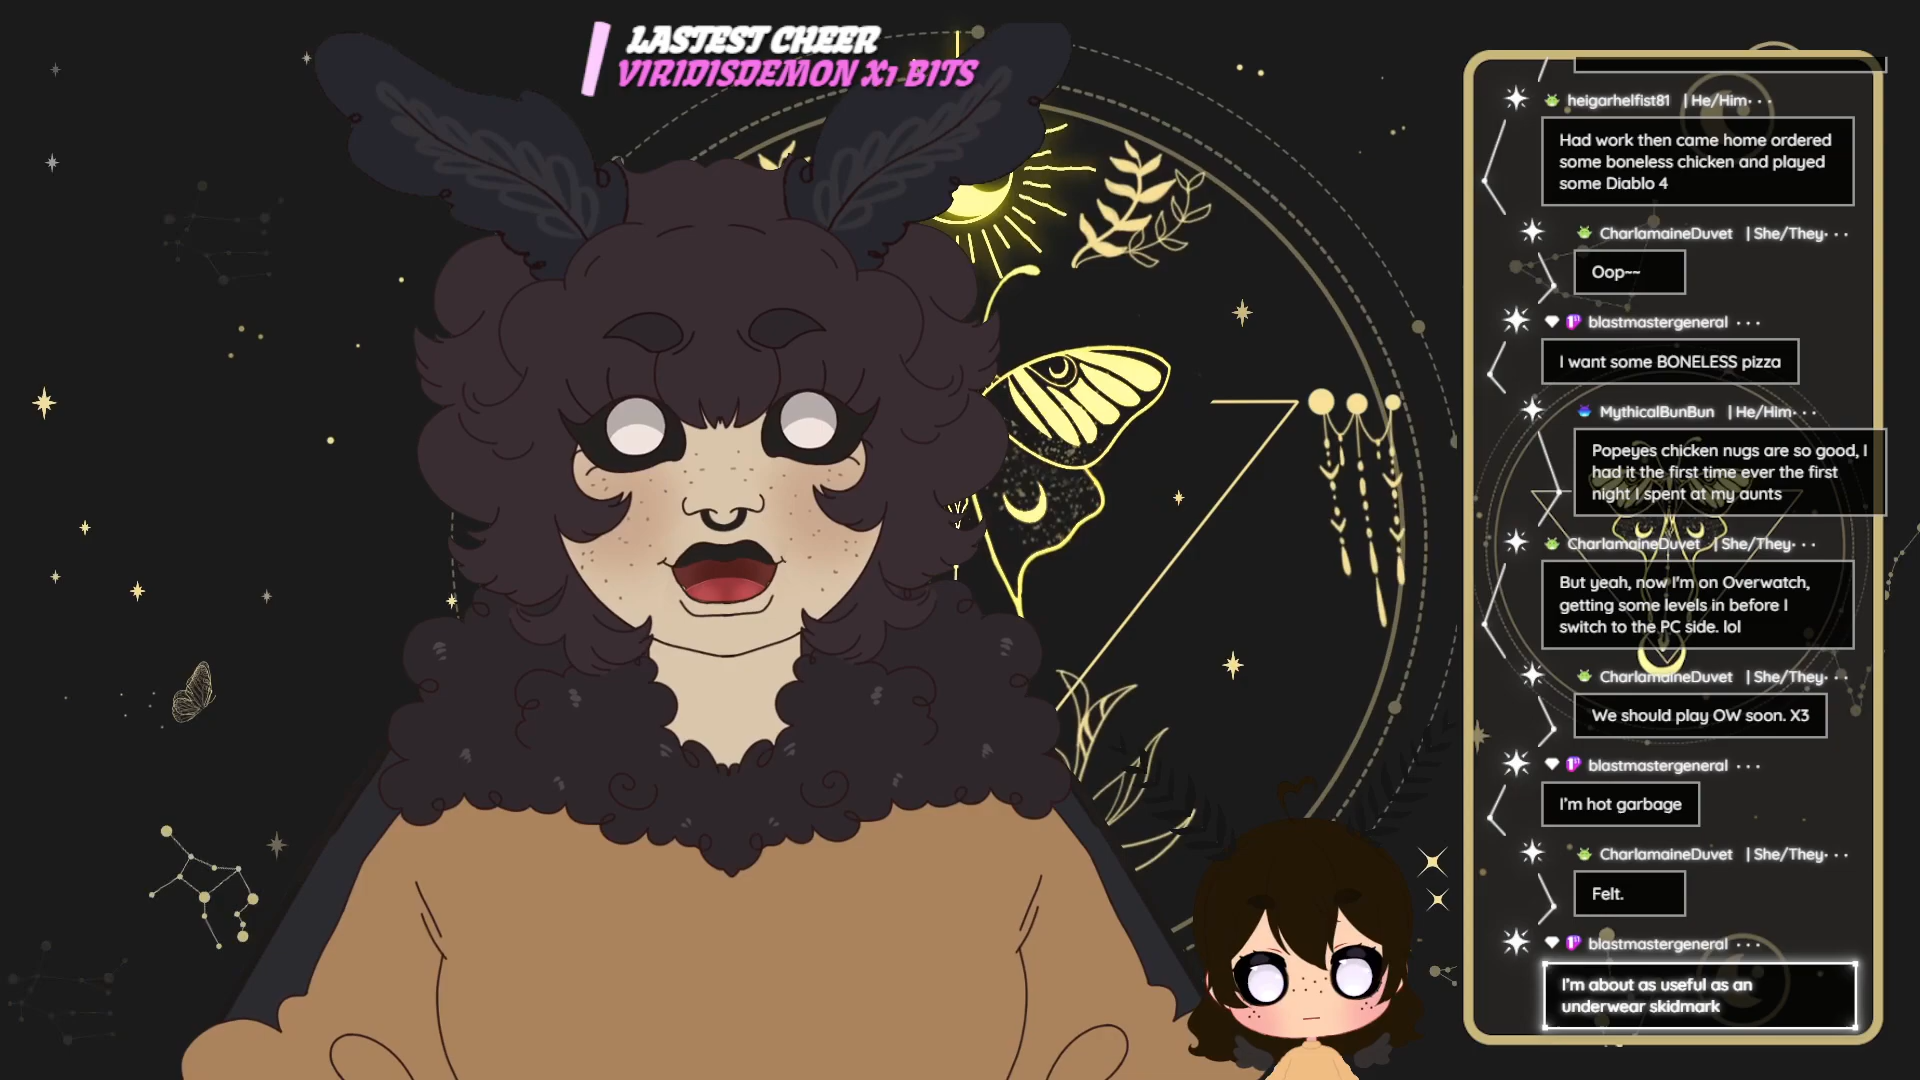 LASTEST CHEER
VIRIDISDEMON X1 BITS
heigarhelfist81 | He/Him· · ·
Had work then came home ordered
some boneless chicken and played
some Diablo 4
CharlamaineDuvet | She/They· · ·
Oop~~
blastmastergeneral · · ·
I want some BONELESS pizza
MythicalBunBun | He/Him· · ·
Popeyes chicken nugs are so good, I
had it the first time ever the first
night I spent at my aunts
CharlamaineDuvet | She/They· · ·
But yeah, now I'm on Overwatch,
getting some levels in before I
switch to the PC side. lol
CharlamaineDuvet | She/They· · ·
We should play OW soon. X3
blastmastergeneral · · ·
I'm hot garbage
CharlamaineDuvet | She/They· · ·
Felt.
blastmastergeneral · · ·
I'm about as useful as an
underwear skidmark